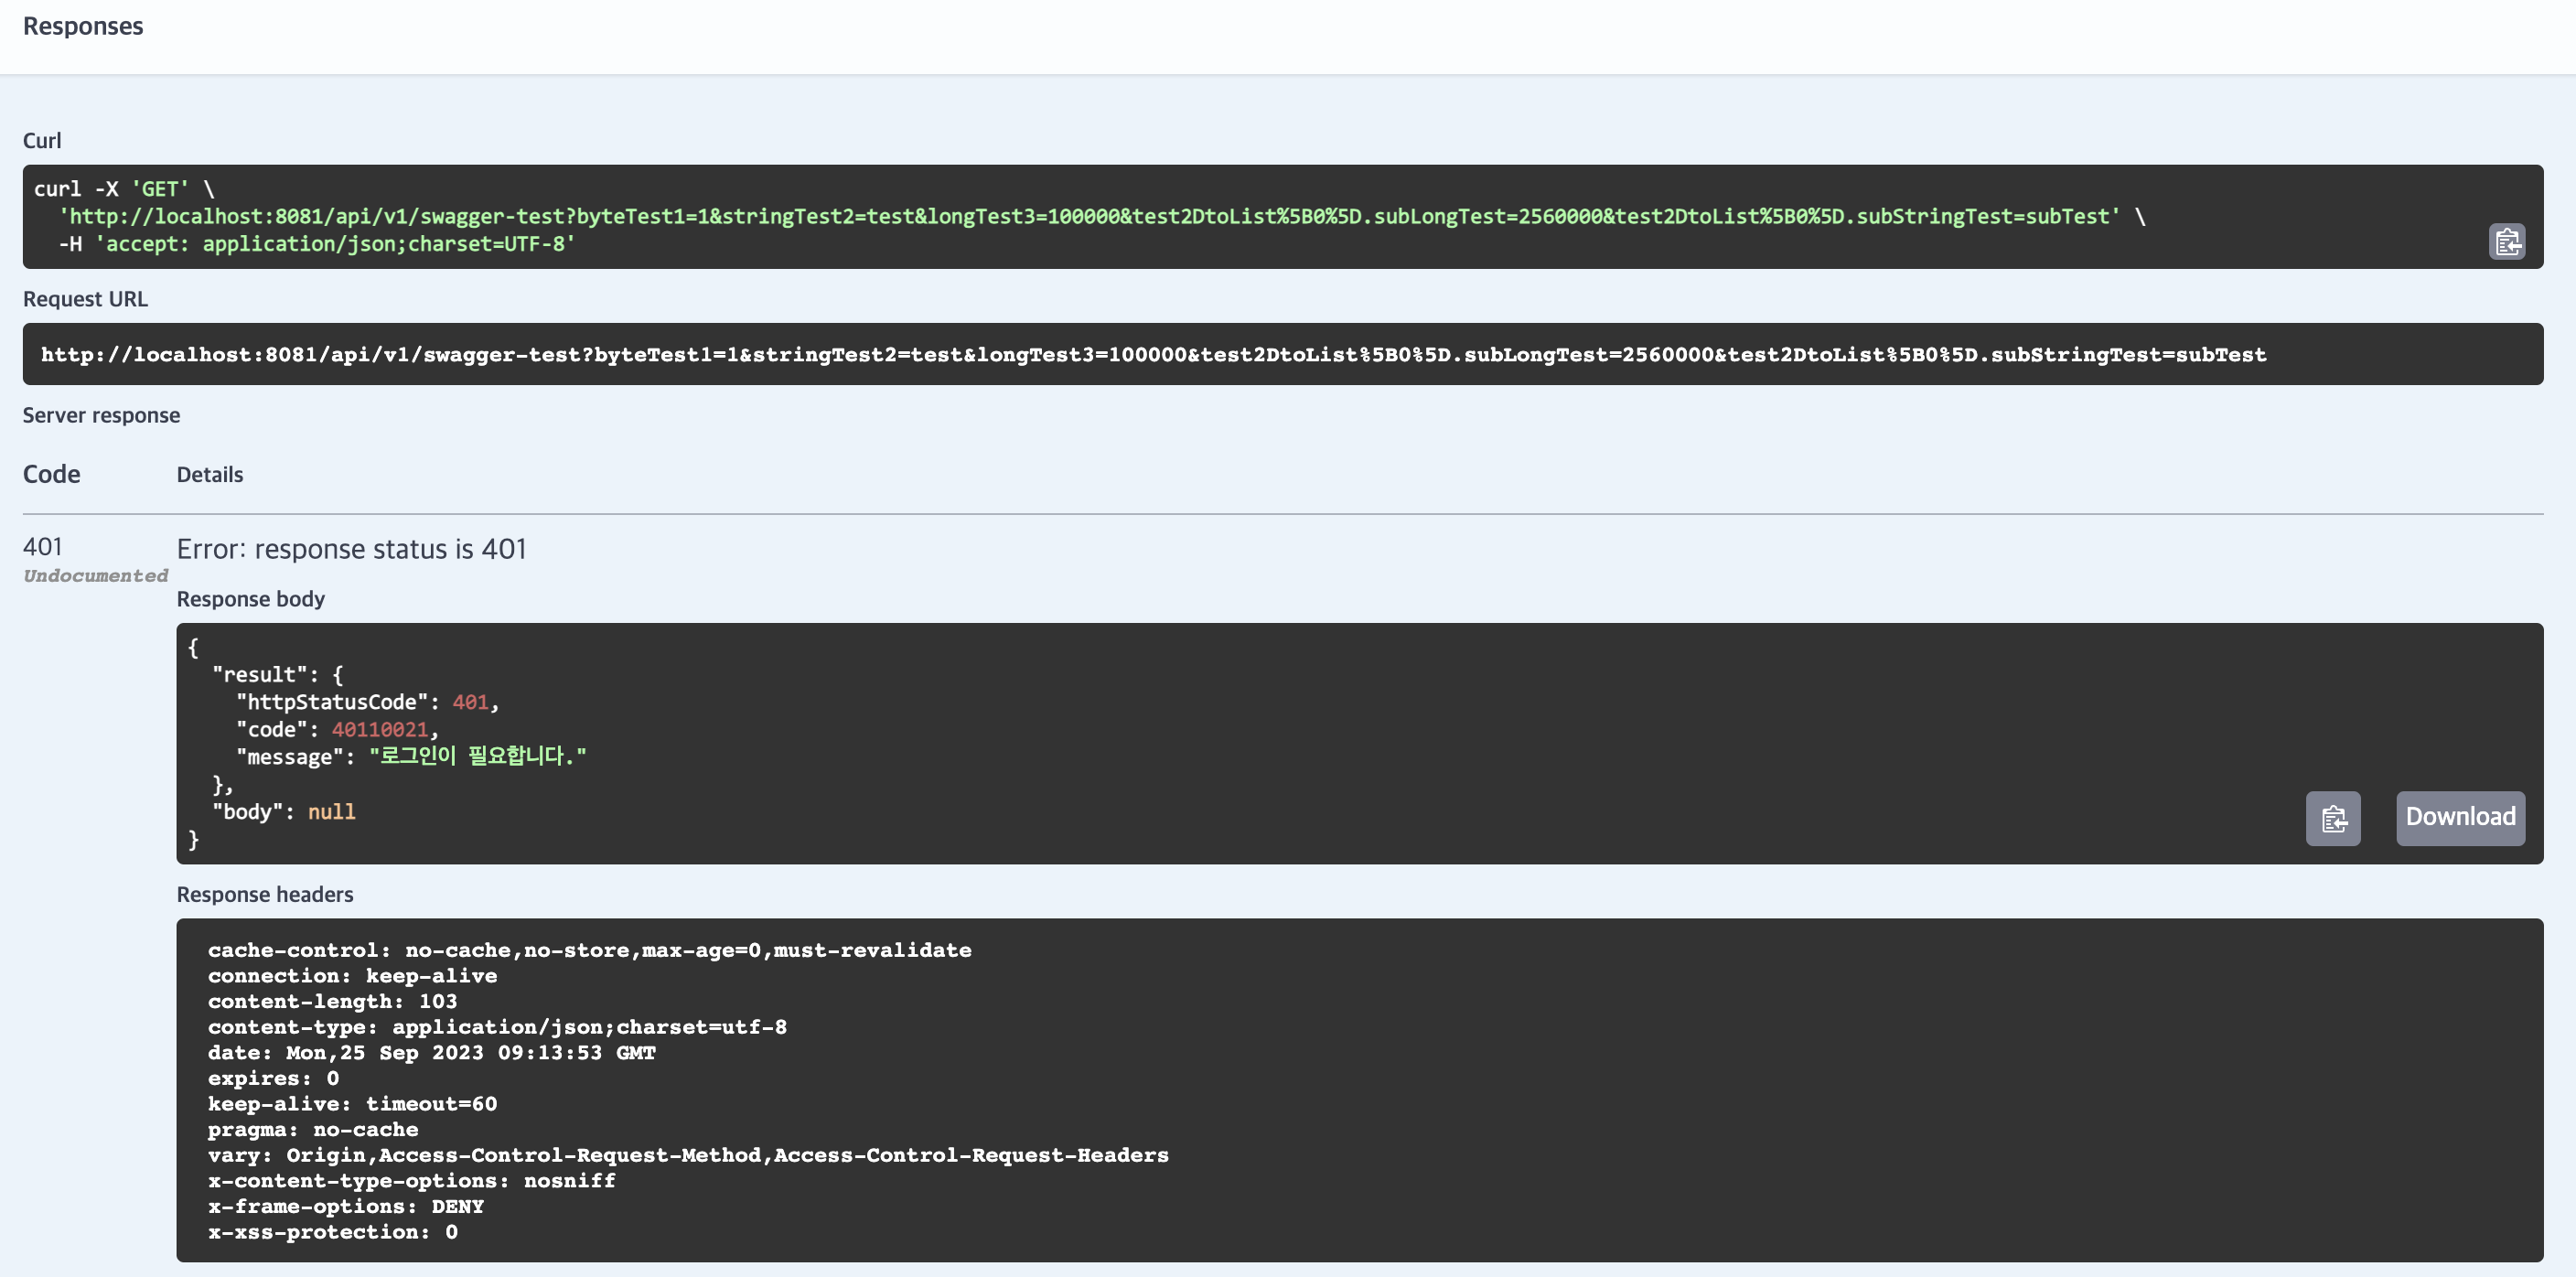 Responses
Curl
curl -X 'GET' \
'http://localhost:8081/api/v1/swagger-test?byteTest1=1&stringTest2=test&longTest3=100000&test2DtoList%5B0%5D.subLongTest=2560000&test2DtoList%5B0%5D.subStringTest=subTest' \
-H 'accept: application/json;charset=UTF-8'
Request URL
http://localhost:8081/api/v1/swagger-test?byteTest1=1&stringTest2=test&longTest3=100000&test2DtoList%5B0%5D.subLongTest=2560000&test2DtoList%5B0%5D.subStringTest=subTest
Server response
Code Details
401 Error: response status is 401
Undocumented
Response body
{
"result": {
"httpStatusCode": 401,
"code": 40110021,
"message": "로그인이 필요합니다."
},
"body": null
}
Download
Response headers
cache-control: no-cache,no-store,max-age=0,must-revalidate
connection: keep-alive
content-length: 103
content-type: application/json;charset=utf-8
date: Mon,25 Sep 2023 09:13:53 GMT
expires: 0
keep-alive: timeout=60
pragma: no-cache
vary: Origin,Access-Control-Request-Method,Access-Control-Request-Headers
x-content-type-options: nosniff
x-frame-options: DENY
x-xss-protection: 0